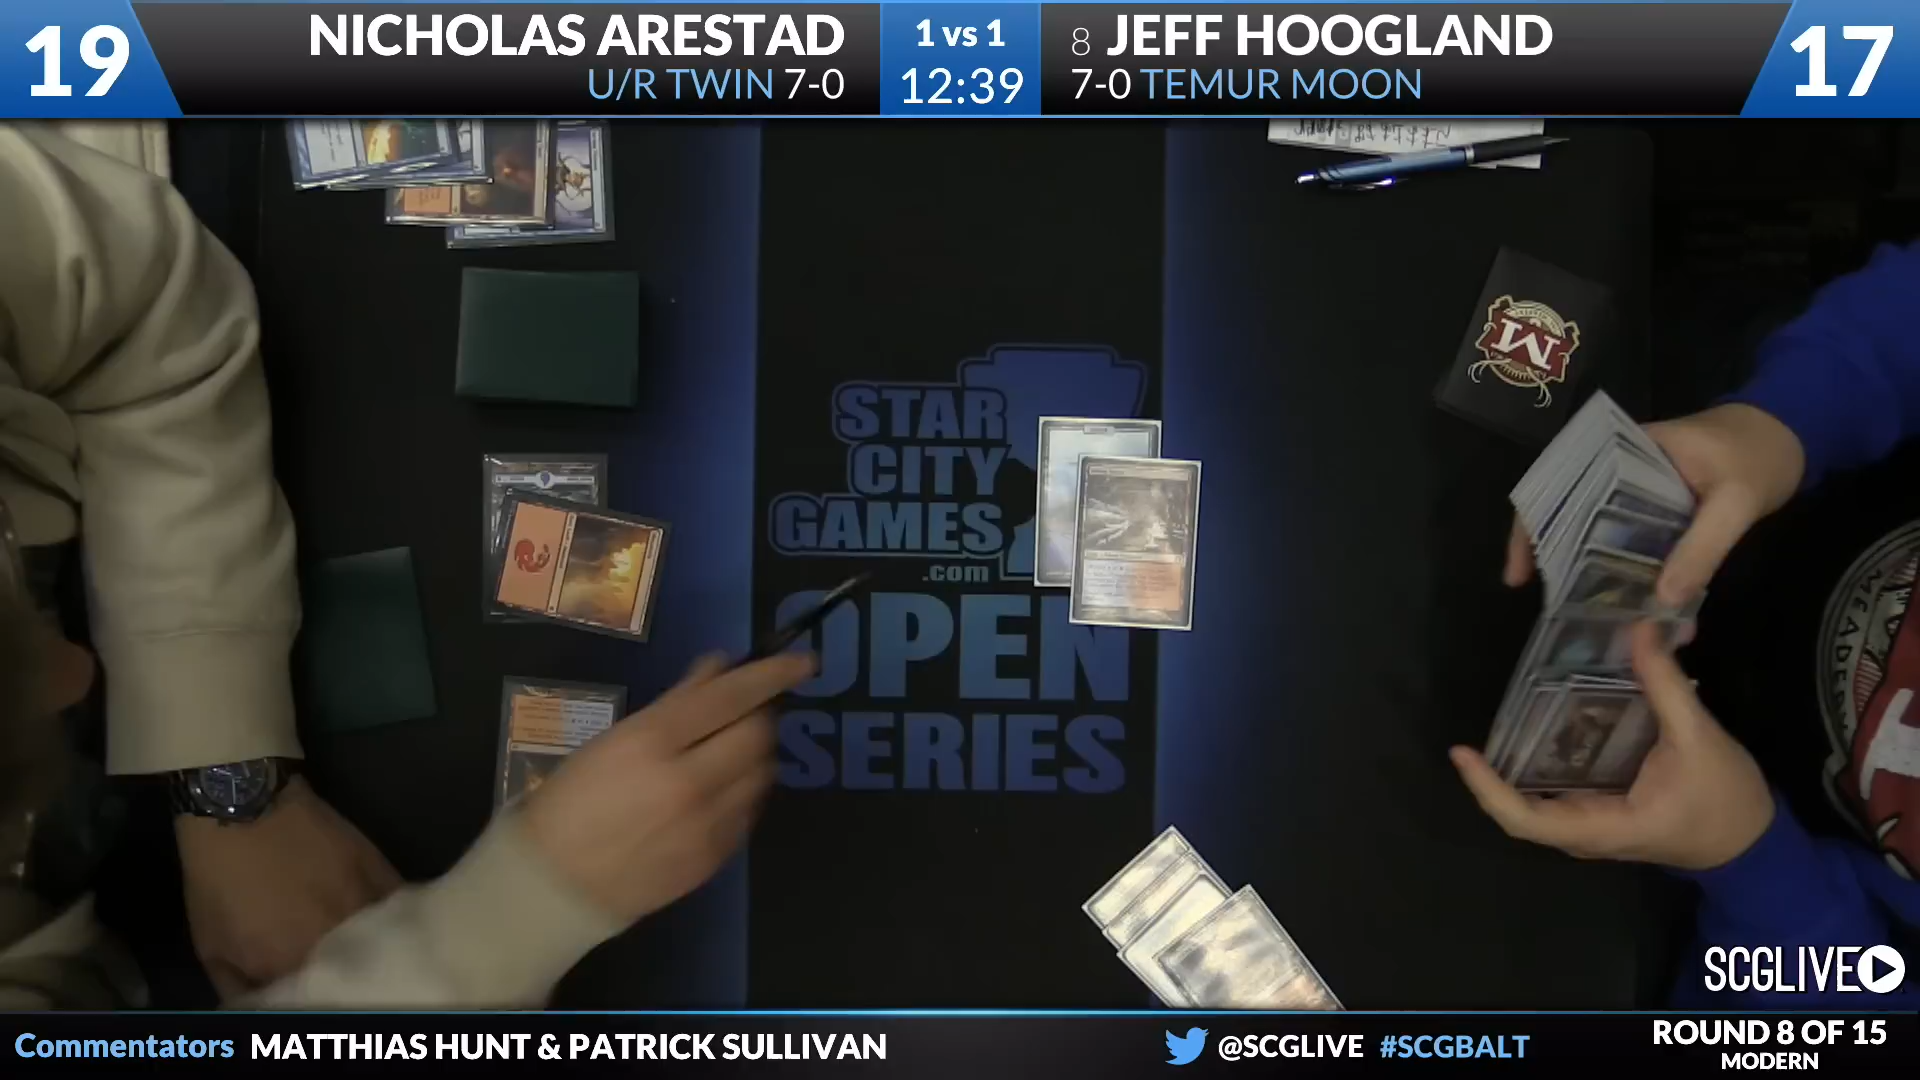 19
NICHOLAS ARESTAD
U/R TWIN 7-0
1 vs 1
12:39
8 JEFF HOOGLAND
7-0 TEMUR MOON
17
STAR
CITY
GAMES
.com
OPEN
SERIES
M
MEADER
SCGLIVE
Commentators MATTHIAS HUNT & PATRICK SULLIVAN
@SCGLIVE #SCGBALT
ROUND 8 OF 15
MODERN